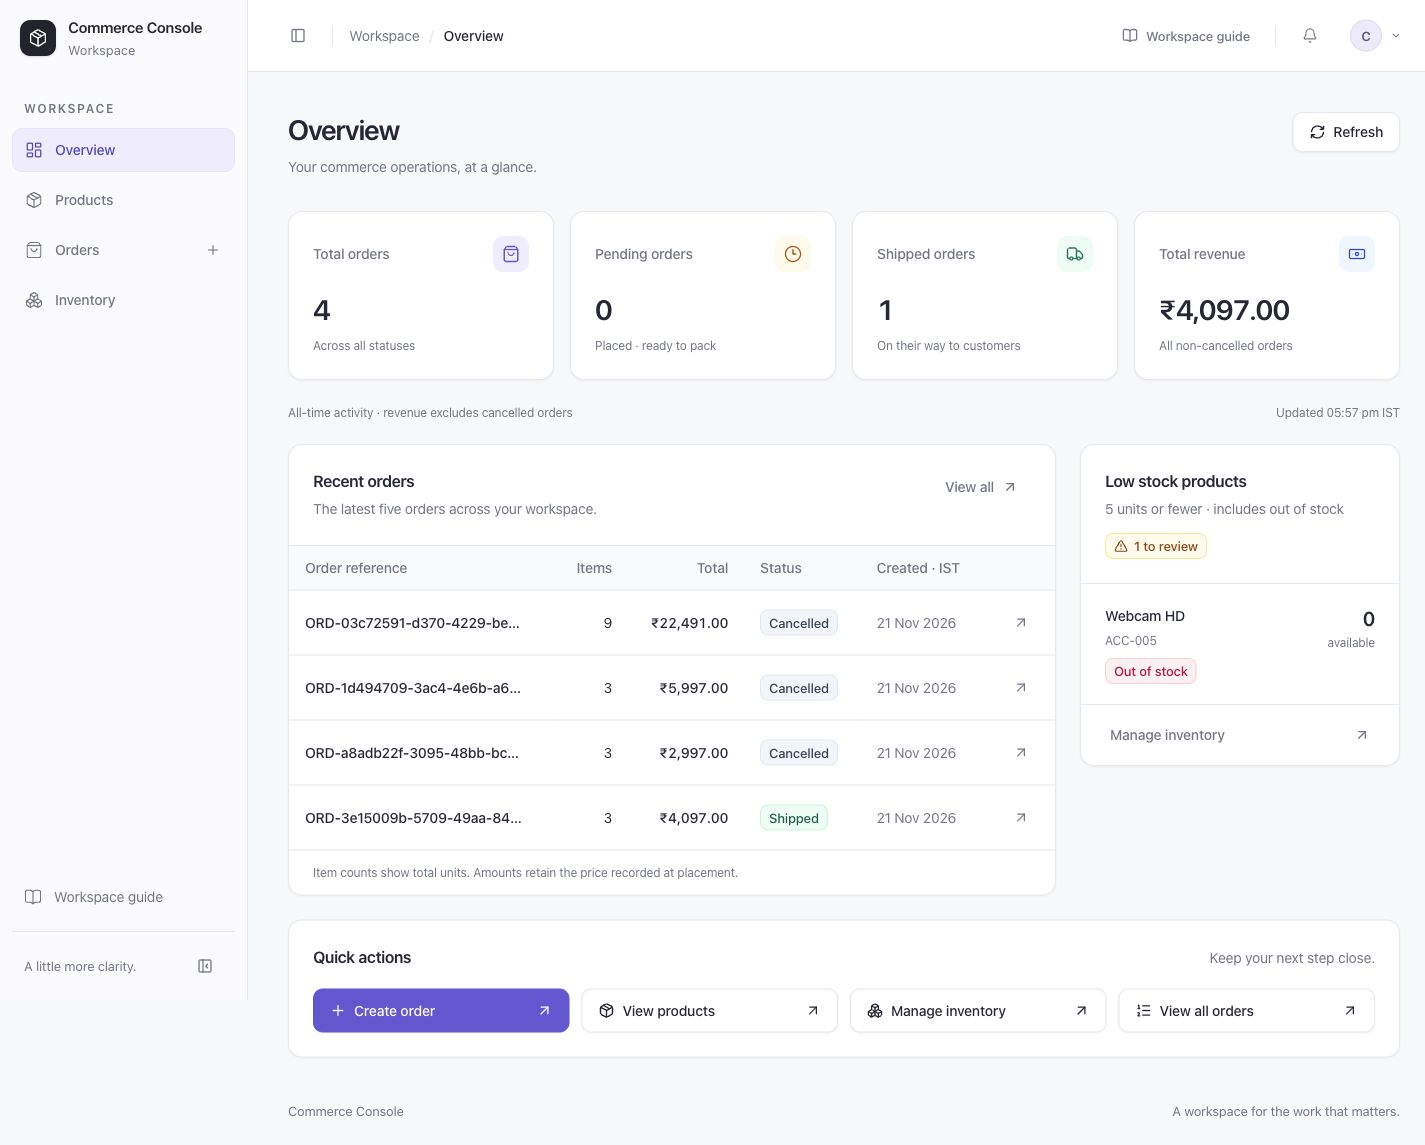 Commerce Console
Workspace
WORKSPACE
Overview
Products
Orders
Inventory
Workspace guide
A little more clarity.
Workspace / Overview
Workspace guide
C
Overview
Your commerce operations, at a glance.
Refresh
Total orders
4
Across all statuses
Pending orders
0
Placed · ready to pack
Shipped orders
1
On their way to customers
Total revenue
₹4,097.00
All non-cancelled orders
All-time activity · revenue excludes cancelled orders
Updated 05:57 pm IST
Recent orders
The latest five orders across your workspace.
View all
Order reference Items Total Status Created · IST
ORD-03c72591-d370-4229-be... 9 ₹22,491.00 Cancelled 21 Nov 2026
ORD-1d494709-3ac4-4e6b-a6... 3 ₹5,997.00 Cancelled 21 Nov 2026
ORD-a8adb22f-3095-48bb-bc... 3 ₹2,997.00 Cancelled 21 Nov 2026
ORD-3e15009b-5709-49aa-84... 3 ₹4,097.00 Shipped 21 Nov 2026
Item counts show total units. Amounts retain the price recorded at placement.
Low stock products
5 units or fewer · includes out of stock
1 to review
Webcam HD
ACC-005
Out of stock
0
available
Manage inventory
Quick actions
Keep your next step close.
Create order
View products
Manage inventory
View all orders
Commerce Console
A workspace for the work that matters.